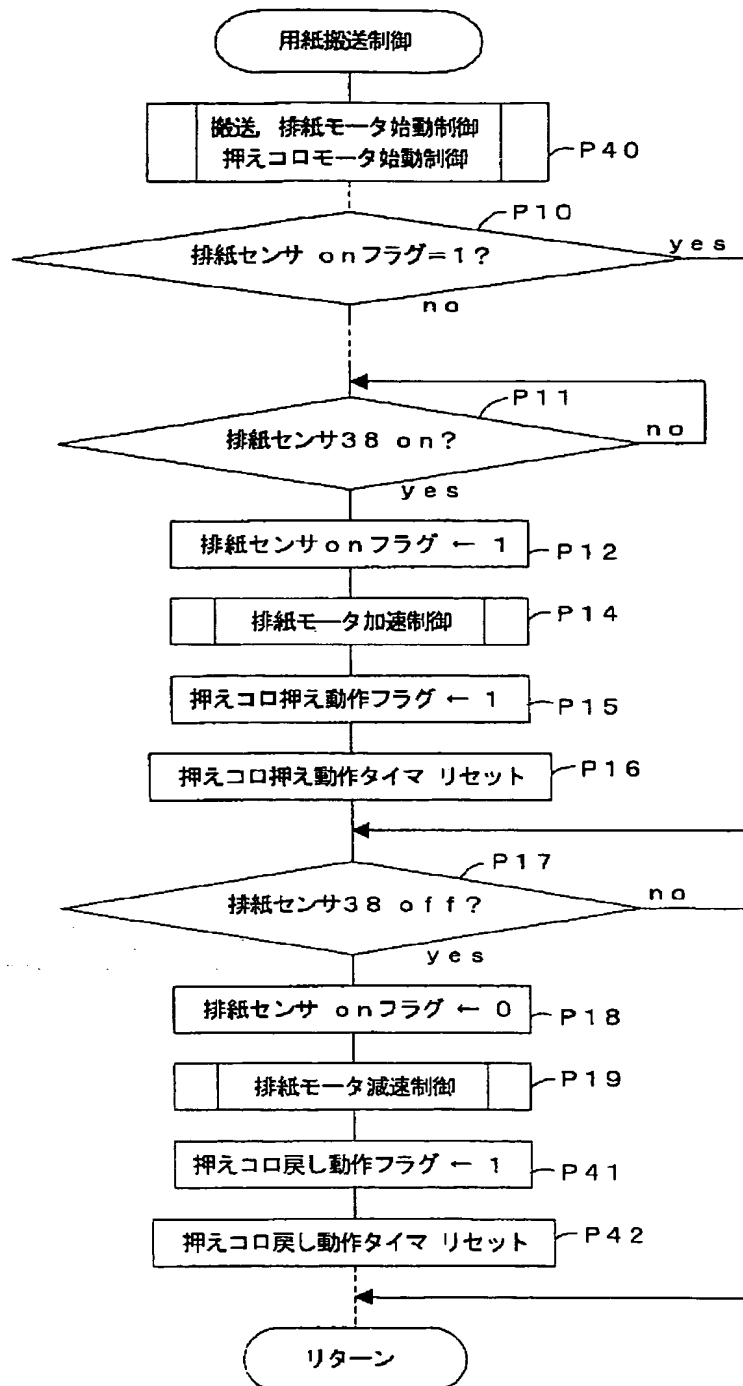 用紙搬送制御
搬送，排紙モータ始動制御
押えコロモータ始動制御
P40
P10
排紙センサ onフラグ=1?
yes
no
P11
排紙センサ38 on?
no
yes
排紙センサonフラグ ← 1
P12
排紙モータ加速制御
P14
押えコロ押え動作フラグ ← 1
P15
押えコロ押え動作タイマ リセット
P16
P17
排紙センサ38 off?
no
yes
排紙センサ onフラグ ← 0
P18
排紙モータ減速制御
P19
押えコロ戻し動作フラグ ← 1
P41
押えコロ戻し動作タイマ リセット
P42
リターン